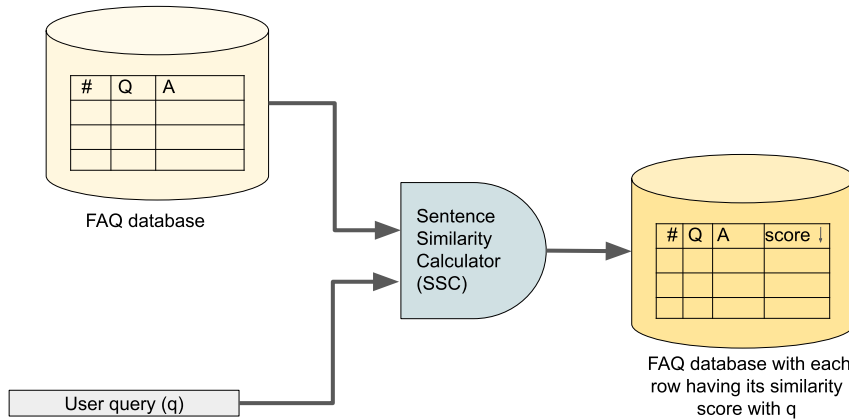 # Q A
FAQ database
Sentence
Similarity
Calculator
(SSC)
User query (q)
# Q A score ↓
FAQ database with each
row having its similarity
score with q